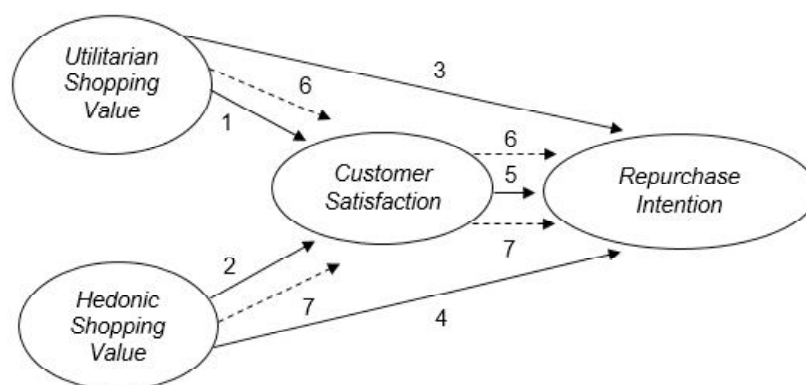 Utilitarian
Shopping
Value
6
3
1
Customer
Satisfaction
6
5
7
Repurchase
Intention
2
7
4
Hedonic
Shopping
Value